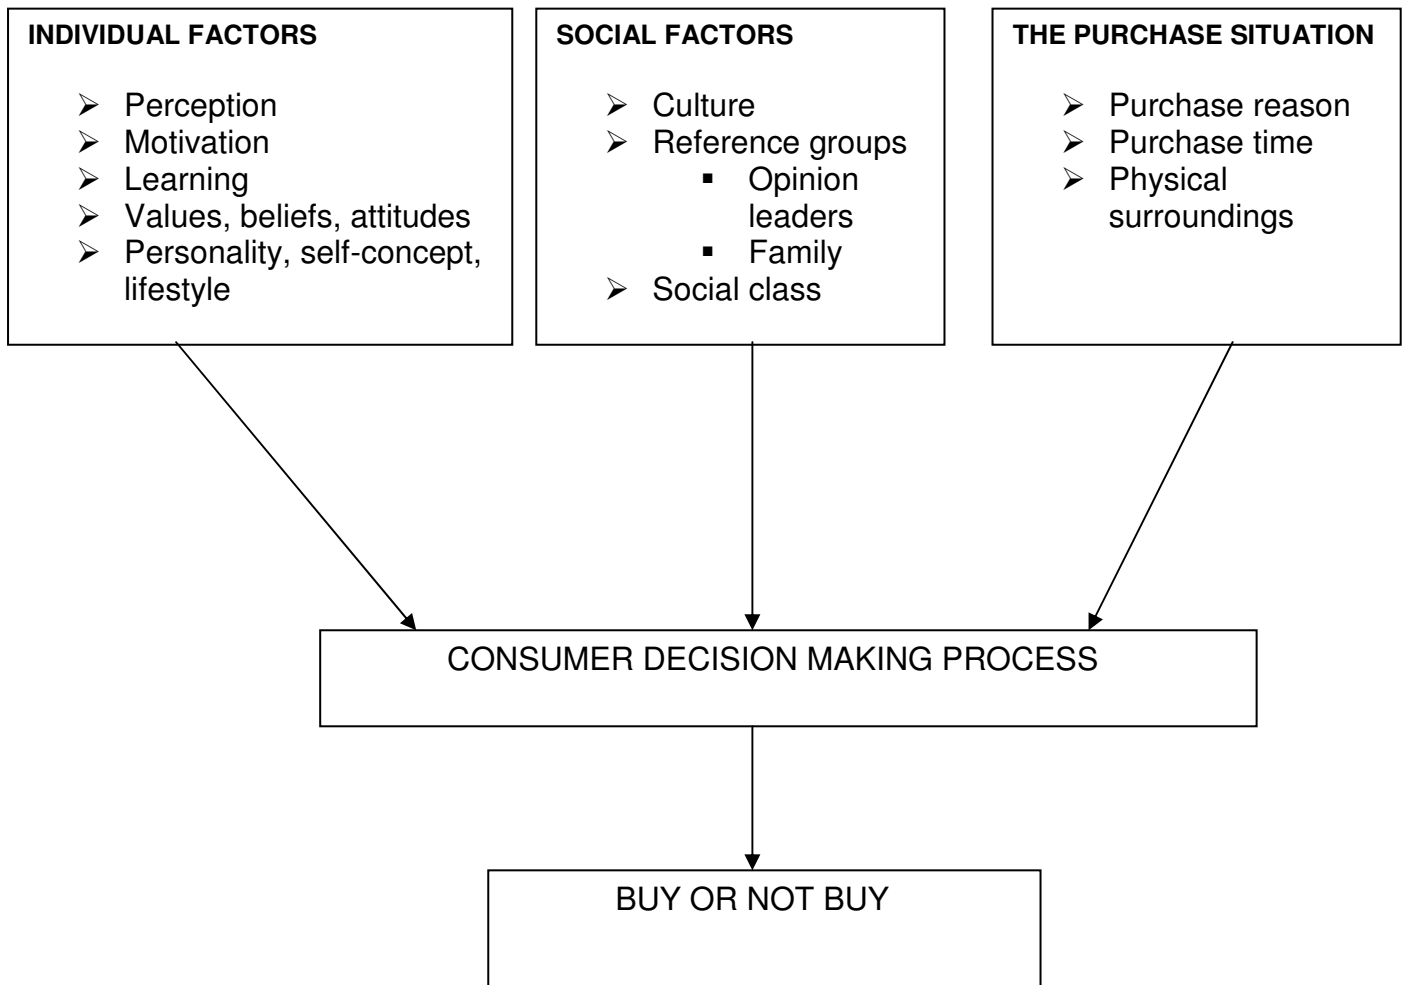 INDIVIDUAL FACTORS
➢ Perception
➢ Motivation
➢ Learning
➢ Values, beliefs, attitudes
➢ Personality, self-concept,
lifestyle
SOCIAL FACTORS
➢ Culture
➢ Reference groups
▪ Opinion
leaders
▪ Family
➢ Social class
THE PURCHASE SITUATION
➢ Purchase reason
➢ Purchase time
➢ Physical
surroundings
CONSUMER DECISION MAKING PROCESS
BUY OR NOT BUY